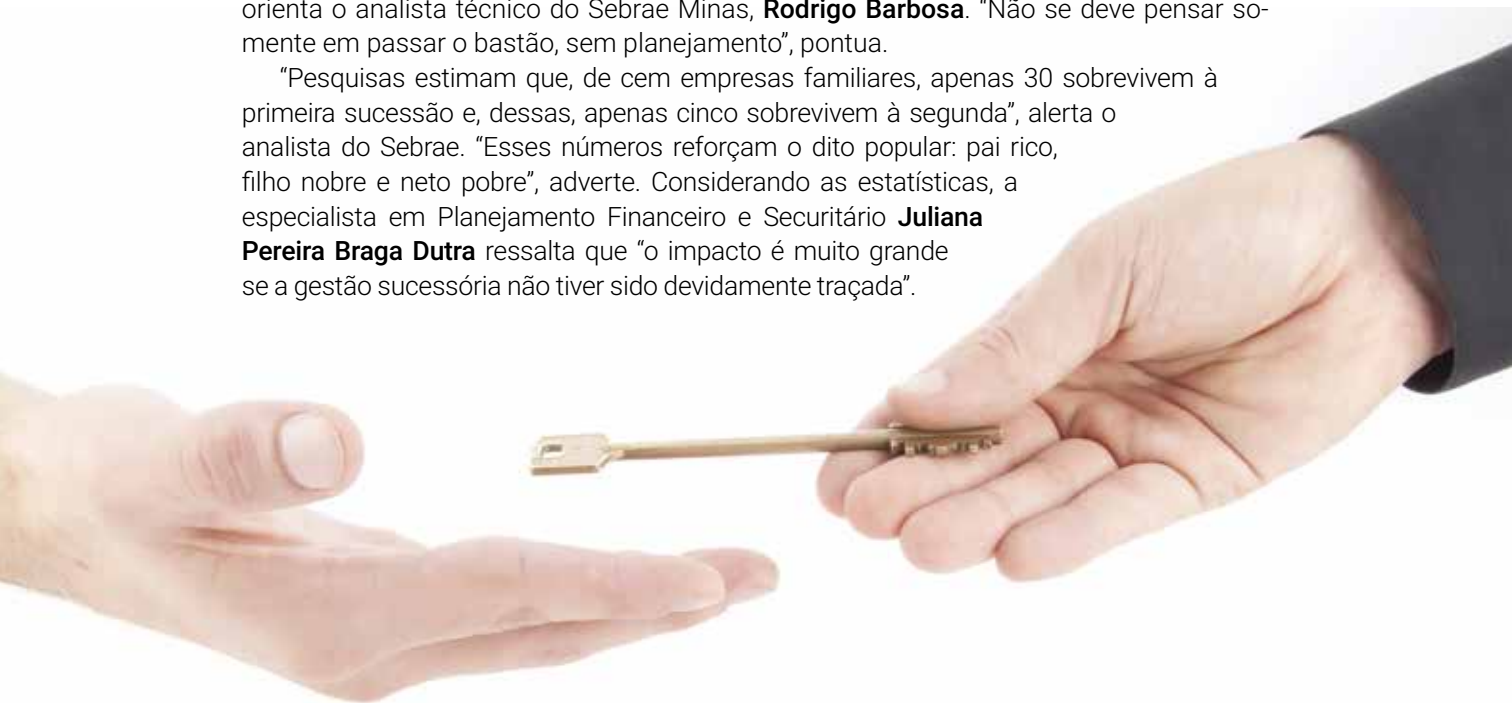 orienta o analista técnico do Sebrae Minas, Rodrigo Barbosa. “Não se deve pensar so-
mente em passar o bastão, sem planejamento”, pontua.
“Pesquisas estimam que, de cem empresas familiares, apenas 30 sobrevivem à
primeira sucessão e, dessas, apenas cinco sobrevivem à segunda”, alerta o
analista do Sebrae. “Esses números reforçam o dito popular: pai rico,
filho nobre e neto pobre”, adverte. Considerando as estatísticas, a
especialista em Planejamento Financeiro e Securitário Juliana
Pereira Braga Dutra ressalta que “o impacto é muito grande
se a gestão sucessória não tiver sido devidamente traçada”.